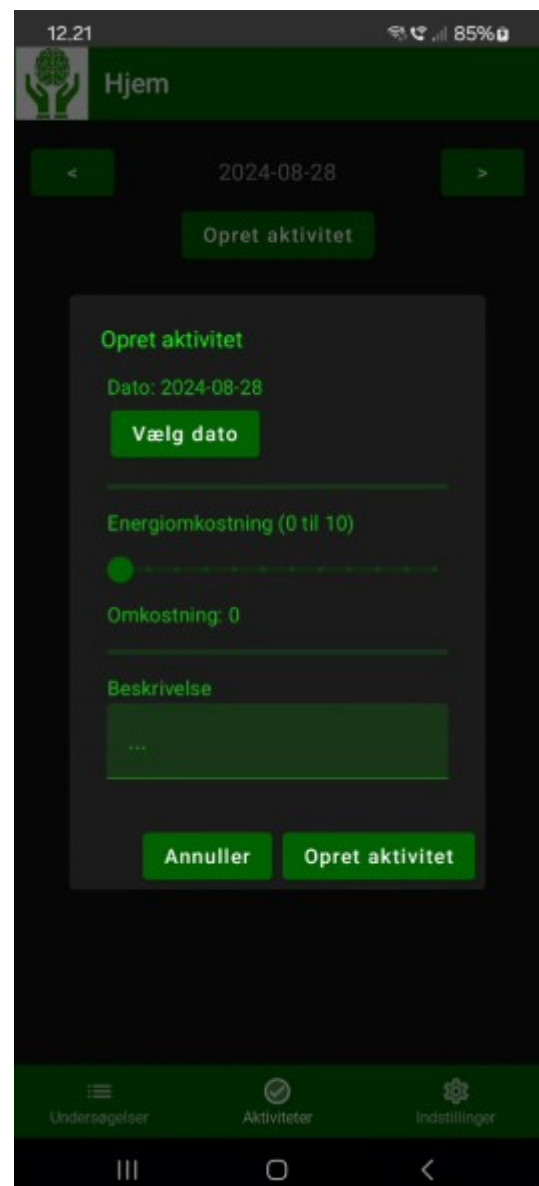 12.21 85%
Hjem
< 2024-08-28 >
Opret aktivitet
Opret aktivitet
Dato: 2024-08-28
Vælg dato
Energiomkostning (0 til 10)
Omkostning: 0
Beskrivelse
...
Annuller Opret aktivitet
Undersøgelser Aktiviteter Indstillinger